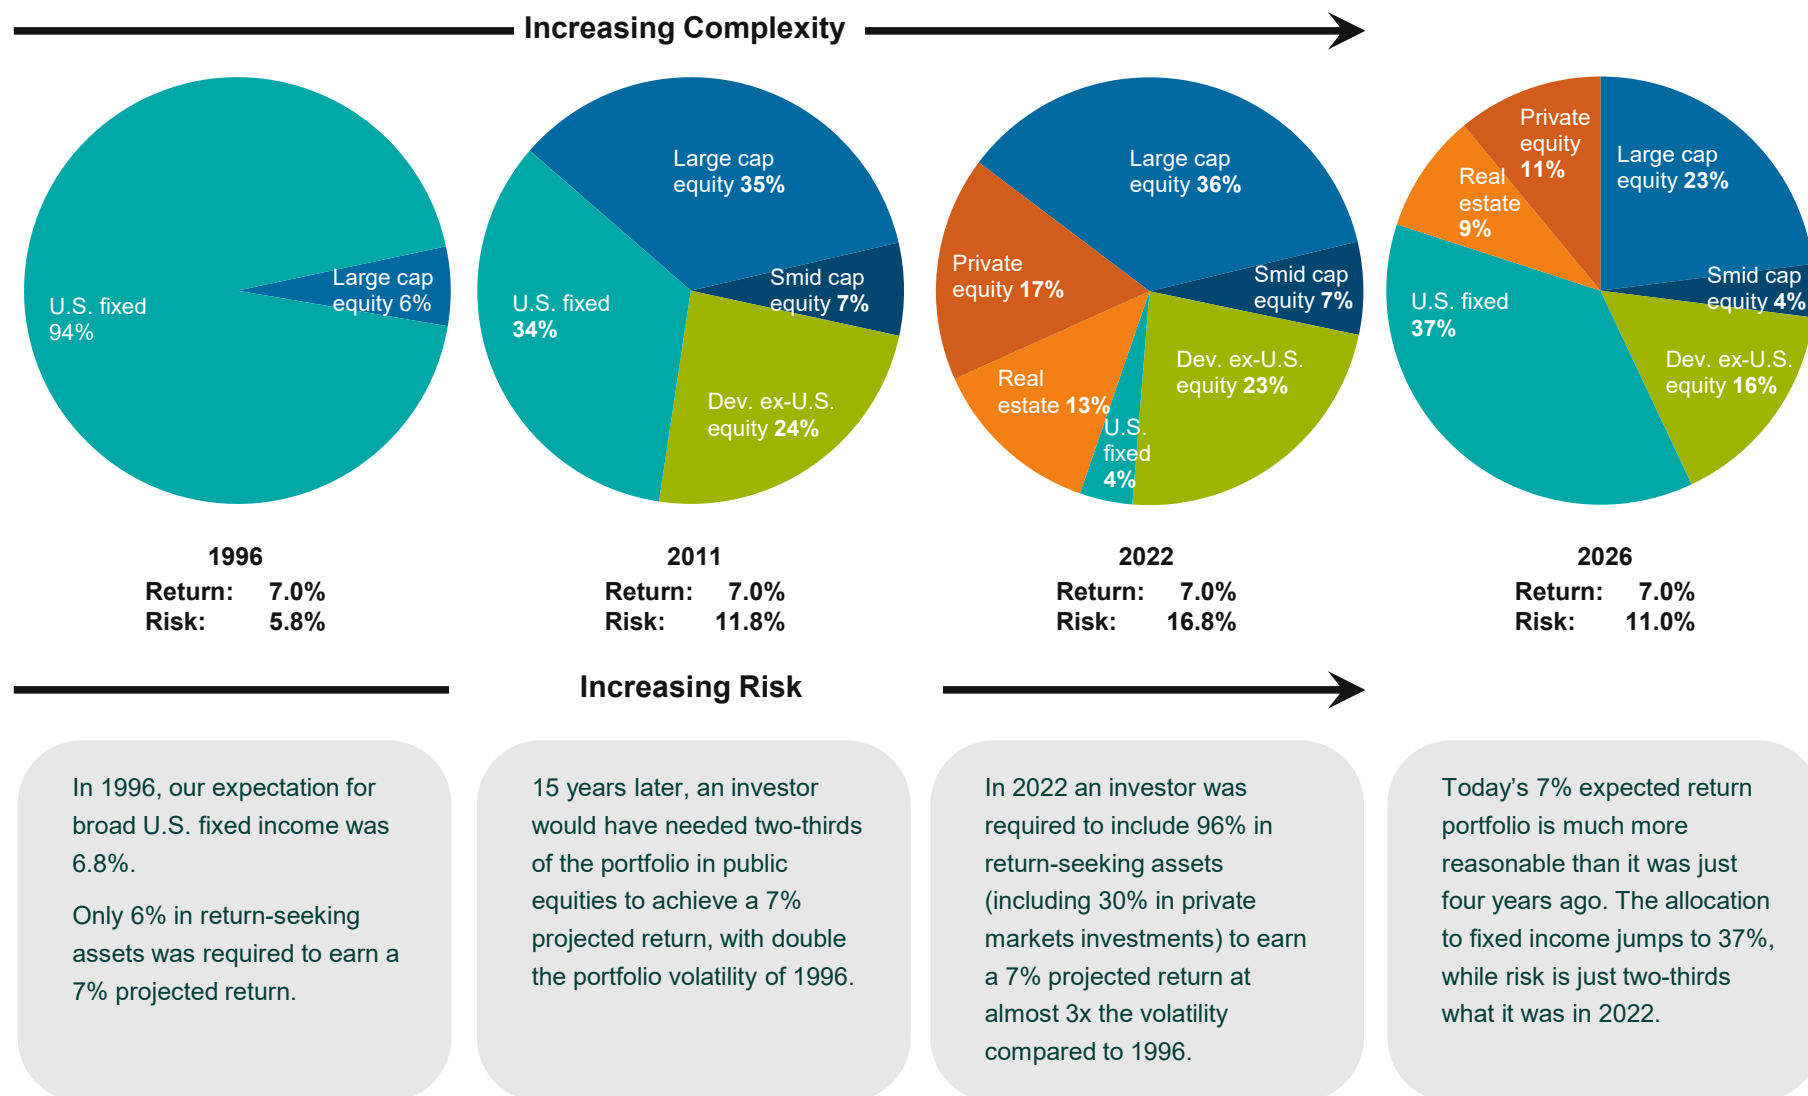 Increasing Complexity
U.S. fixed
94%
Large cap
equity 6%
Large cap
equity 35%
Smid cap
equity 7%
U.S. fixed
34%
Dev. ex-U.S.
equity 24%
Large cap
equity 36%
Smid cap
equity 7%
Private
equity 17%
Dev. ex-U.S.
equity 23%
Real
estate 13%
U.S.
fixed
4%
Private
equity
11%
Large cap
equity 23%
Real
estate
9%
Smid cap
equity 4%
U.S. fixed
37%
Dev. ex-U.S.
equity 16%
1996
Return: 7.0%
Risk: 5.8%
2011
Return: 7.0%
Risk: 11.8%
2022
Return: 7.0%
Risk: 16.8%
2026
Return: 7.0%
Risk: 11.0%
Increasing Risk
In 1996, our expectation for
broad U.S. fixed income was
6.8%.
Only 6% in return-seeking
assets was required to earn a
7% projected return.
15 years later, an investor
would have needed two-thirds
of the portfolio in public
equities to achieve a 7%
projected return, with double
the portfolio volatility of 1996.
In 2022 an investor was
required to include 96% in
return-seeking assets
(including 30% in private
markets investments) to earn
a 7% projected return at
almost 3x the volatility
compared to 1996.
Today’s 7% expected return
portfolio is much more
reasonable than it was just
four years ago. The allocation
to fixed income jumps to 37%,
while risk is just two-thirds
what it was in 2022.